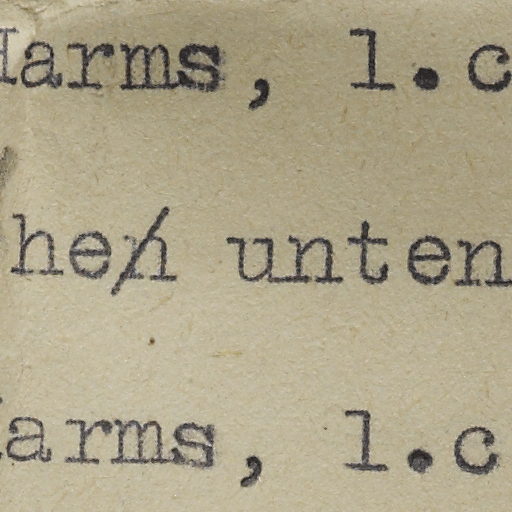 Harms, l.c
hen unten
arms, l.c